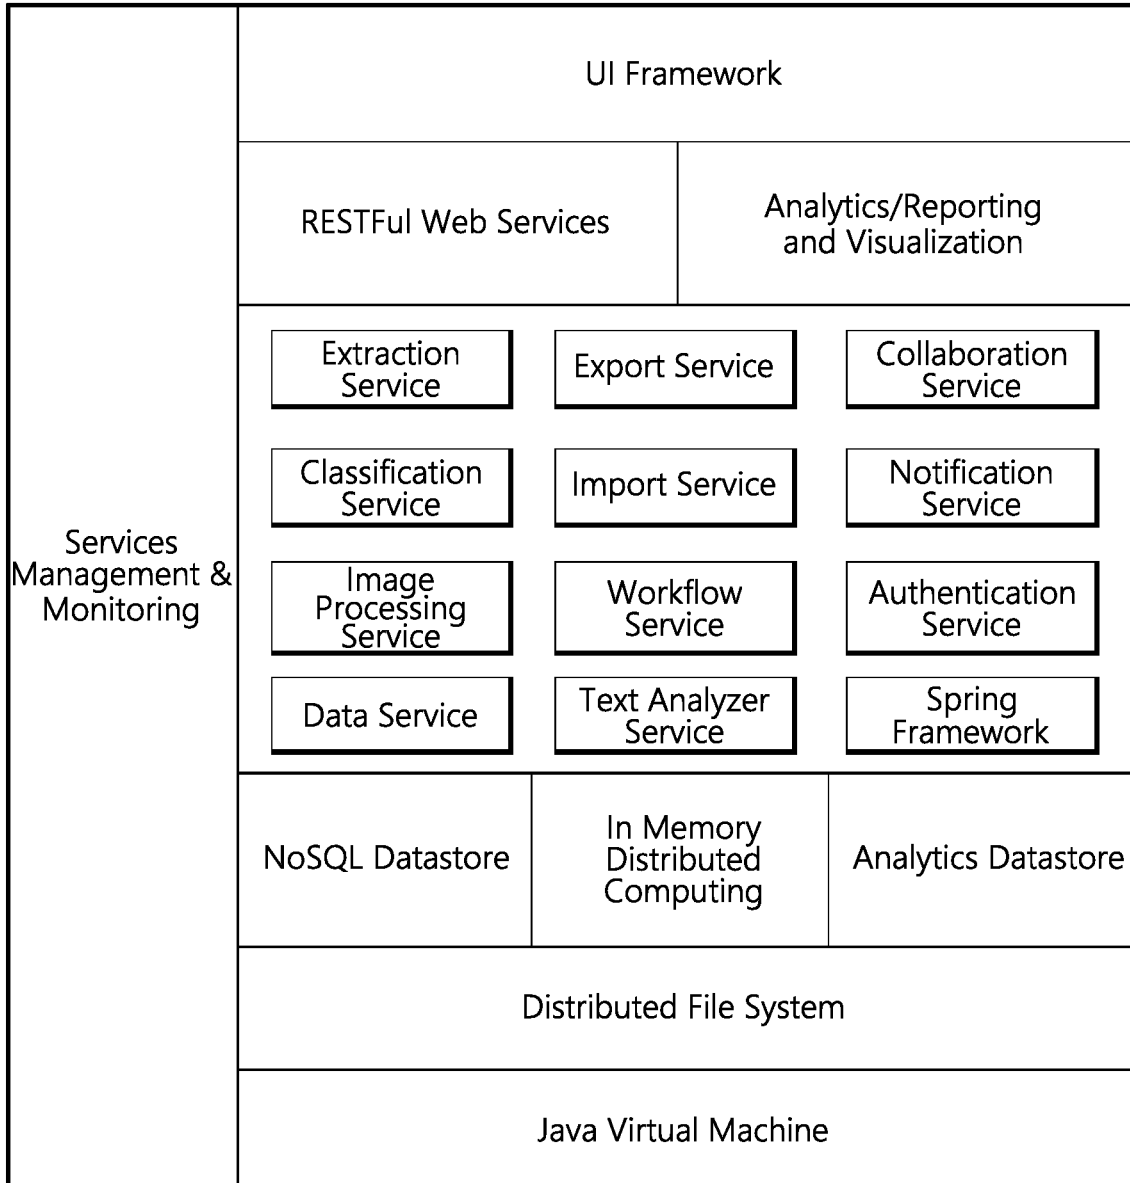 UI Framework
RESTFul Web Services
Analytics/Reporting
and Visualization
Services
Management &
Monitoring
Extraction
Service
Export Service
Collaboration
Service
Classification
Service
Import Service
Notification
Service
Image
Processing
Service
Workflow
Service
Authentication
Service
Data Service
Text Analyzer
Service
Spring
Framework
NoSQL Datastore
In Memory
Distributed
Computing
Analytics Datastore
Distributed File System
Java Virtual Machine